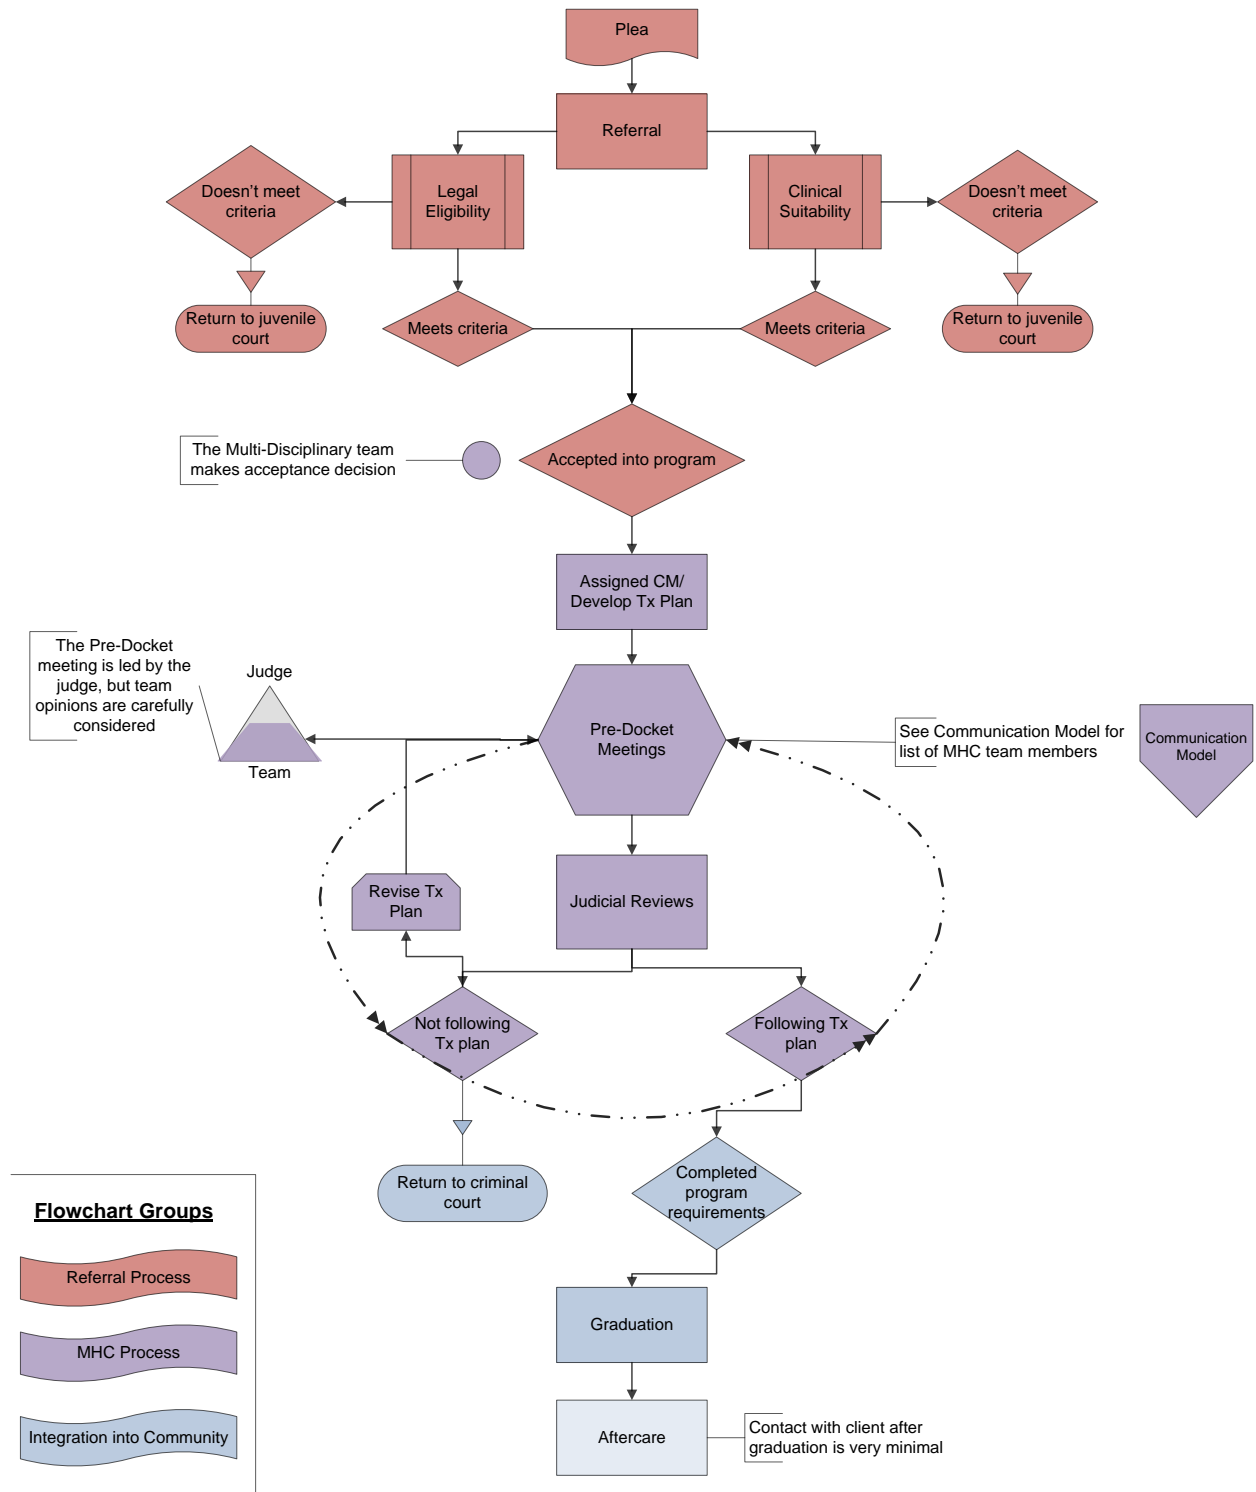 Plea
Referral
Doesn't meet
criteria
Legal
Eligibility
Clinical
Suitability
Doesn't meet
criteria
Return to juvenile
court
Meets criteria
Meets criteria
Return to juvenile
court
The Multi-Disciplinary team
makes acceptance decision
Accepted into program
Assigned CM/
Develop Tx Plan
The Pre-Docket
meeting is led by the
judge, but team
opinions are carefully
considered
Judge
Team
Pre-Docket
Meetings
See Communication Model for
list of MHC team members
Communication
Model
Revise Tx
Plan
Judicial Reviews
Not following
Tx plan
Following Tx
plan
Return to criminal
court
Completed
program
requirements
Flowchart Groups
Referral Process
MHC Process
Integration into Community
Graduation
Aftercare
Contact with client after
graduation is very minimal